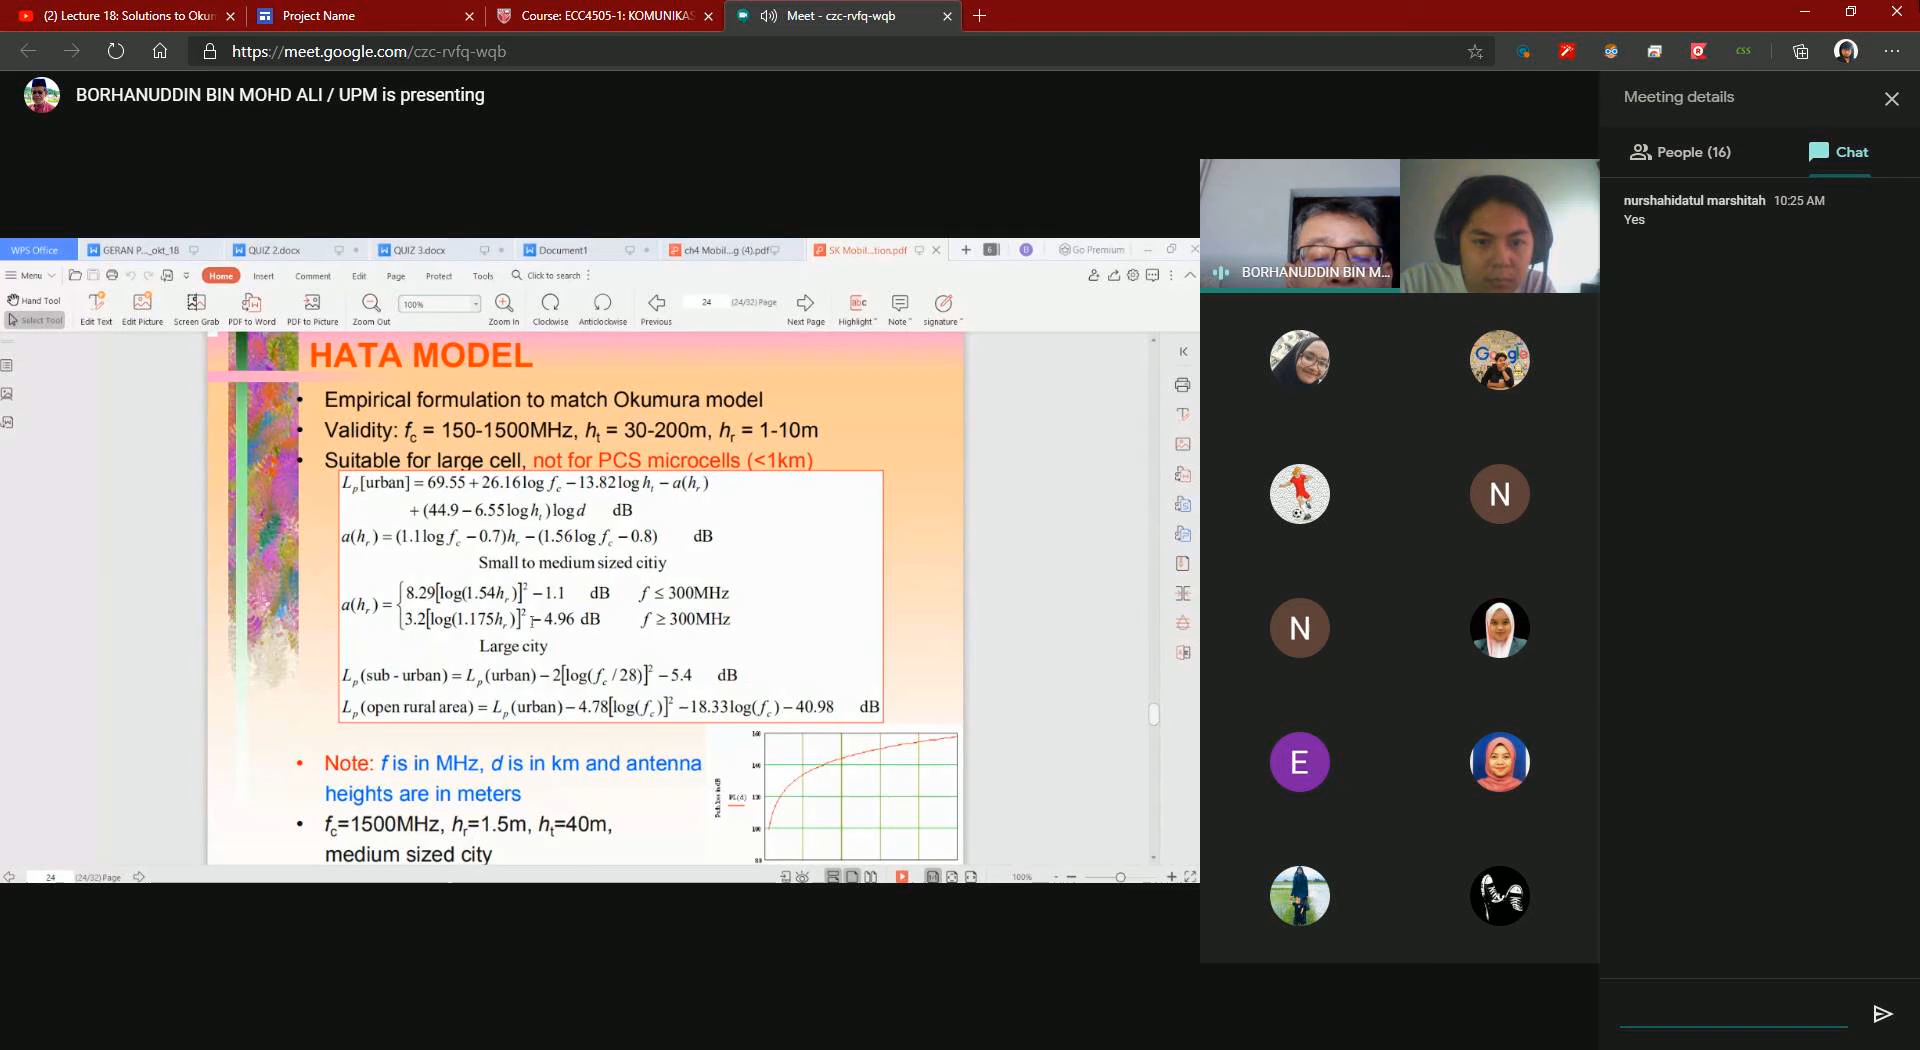 (2) Lecture 18: Solutions to Okun
Project Name
Course: ECC4505-1: KOMUNIKAS
Meet - czc-rvfq-wqb
https://meet.google.com/czc-rvfq-wqb
CSS
BORHANUDDIN BIN MOHD ALI / UPM is presenting
Meeting details
People (16)
Chat
nurshahidatul marshitah 10:25 AM
Yes
BORHANUDDIN BIN M...
N
N
E
WPS Office
GERAN P..._okt_18
QUIZ 2.docx
QUIZ 3.docx
Document1
ch4 Mobil...g (4).pdf
SK Mobil...tion.pdf
6
B
Go Premium
Menu
Home
Insert
Comment
Edit
Page
Protect
Tools
Click to search
Hand Tool
Select Tool
Edit Text
Edit Picture
Screen Grab
PDF to Word
PDF to Picture
Zoom Out
100%
Zoom In
Clockwise
Anticlockwise
Previous
24
(24/32) Page
Next Page
Highlight
Note
signature
HATA MODEL
• Empirical formulation to match Okumura model
• Validity: fc = 150-1500MHz, ht = 30-200m, hr = 1-10m
• Suitable for large cell, not for PCS microcells (<1km)
Lp[urban] = 69.55 + 26.16 log fc − 13.82 log ht − a(hr)
+ (44.9 − 6.55 log ht) log d dB
a(hr) = (1.1 log fc − 0.7)hr − (1.56 log fc − 0.8) dB
Small to medium sized citiy
a(hr) = { 8.29[log(1.54hr)]² − 1.1 dB f ≤ 300MHz
3.2[log(1.175hr)]² − 4.96 dB f ≥ 300MHz
Large city
Lp(sub - urban) = Lp(urban) − 2[log(fc / 28)]² − 5.4 dB
Lp(open rural area) = Lp(urban) − 4.78[log(fc)]² − 18.33 log(fc) − 40.98 dB
• Note: f is in MHz, d is in km and antenna
heights are in meters
• fc=1500MHz, hr=1.5m, ht=40m,
medium sized city
160
140
120
100
80
Path loss in dB
PL(d)
24
(24/32) Page
100%